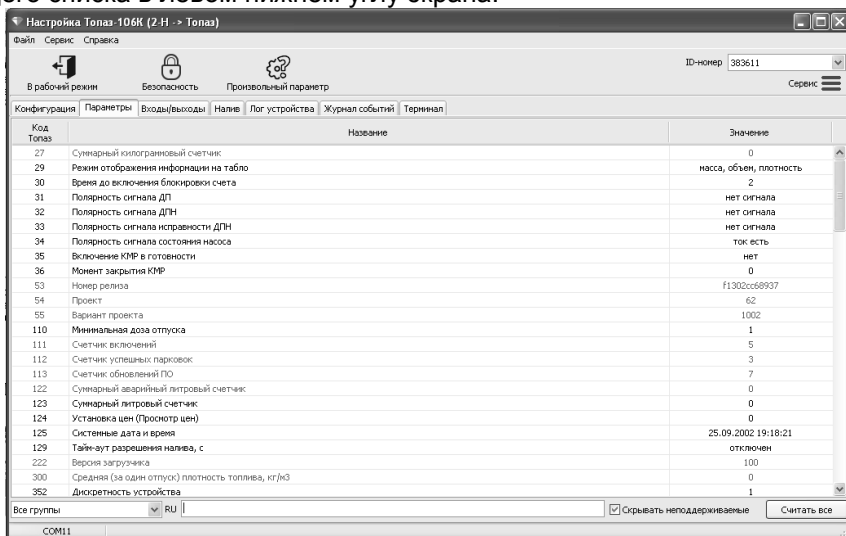 щего списка в левом нижнем углу экрана.
Настройка Топаз-106К (2-Н -> Топаз)
Файл Сервис Справка
В рабочий режим Безопасность Произвольный параметр
ID-номер 383611
Сервис
Конфигурация Параметры Входы/выходы Налив Лог устройства Журнал событий Терминал
Код Топаз Название Значение
27 Суммарный килограммовый счетчик 0
29 Режим отображения информации на табло масса, объем, плотность
30 Время до включения блокировки счета 2
31 Полярность сигнала ДП нет сигнала
32 Полярность сигнала ДПН нет сигнала
33 Полярность сигнала исправности ДПН нет сигнала
34 Полярность сигнала состояния насоса ток есть
35 Включение КМР в готовности нет
36 Момент закрытия КМР 0
53 Номер релиза f1302cc68937
54 Проект 62
55 Вариант проекта 1002
110 Минимальная доза отпуска 1
111 Счетчик включений 5
112 Счетчик успешных парковок 3
113 Счетчик обновлений ПО 7
122 Суммарный аварийный литровый счетчик 0
123 Суммарный литровый счетчик 0
124 Установка цен (Просмотр цен) 0
125 Системные дата и время 25.09.2002 19:18:21
129 Тайм-аут разрешения налива, с отключен
222 Версия загрузчика 100
300 Средняя (за один отпуск) плотность топлива, кг/м3 0
352 Дискретность устройства 1
Все группы RU Скрывать неподдерживаемые Считать все
COM11